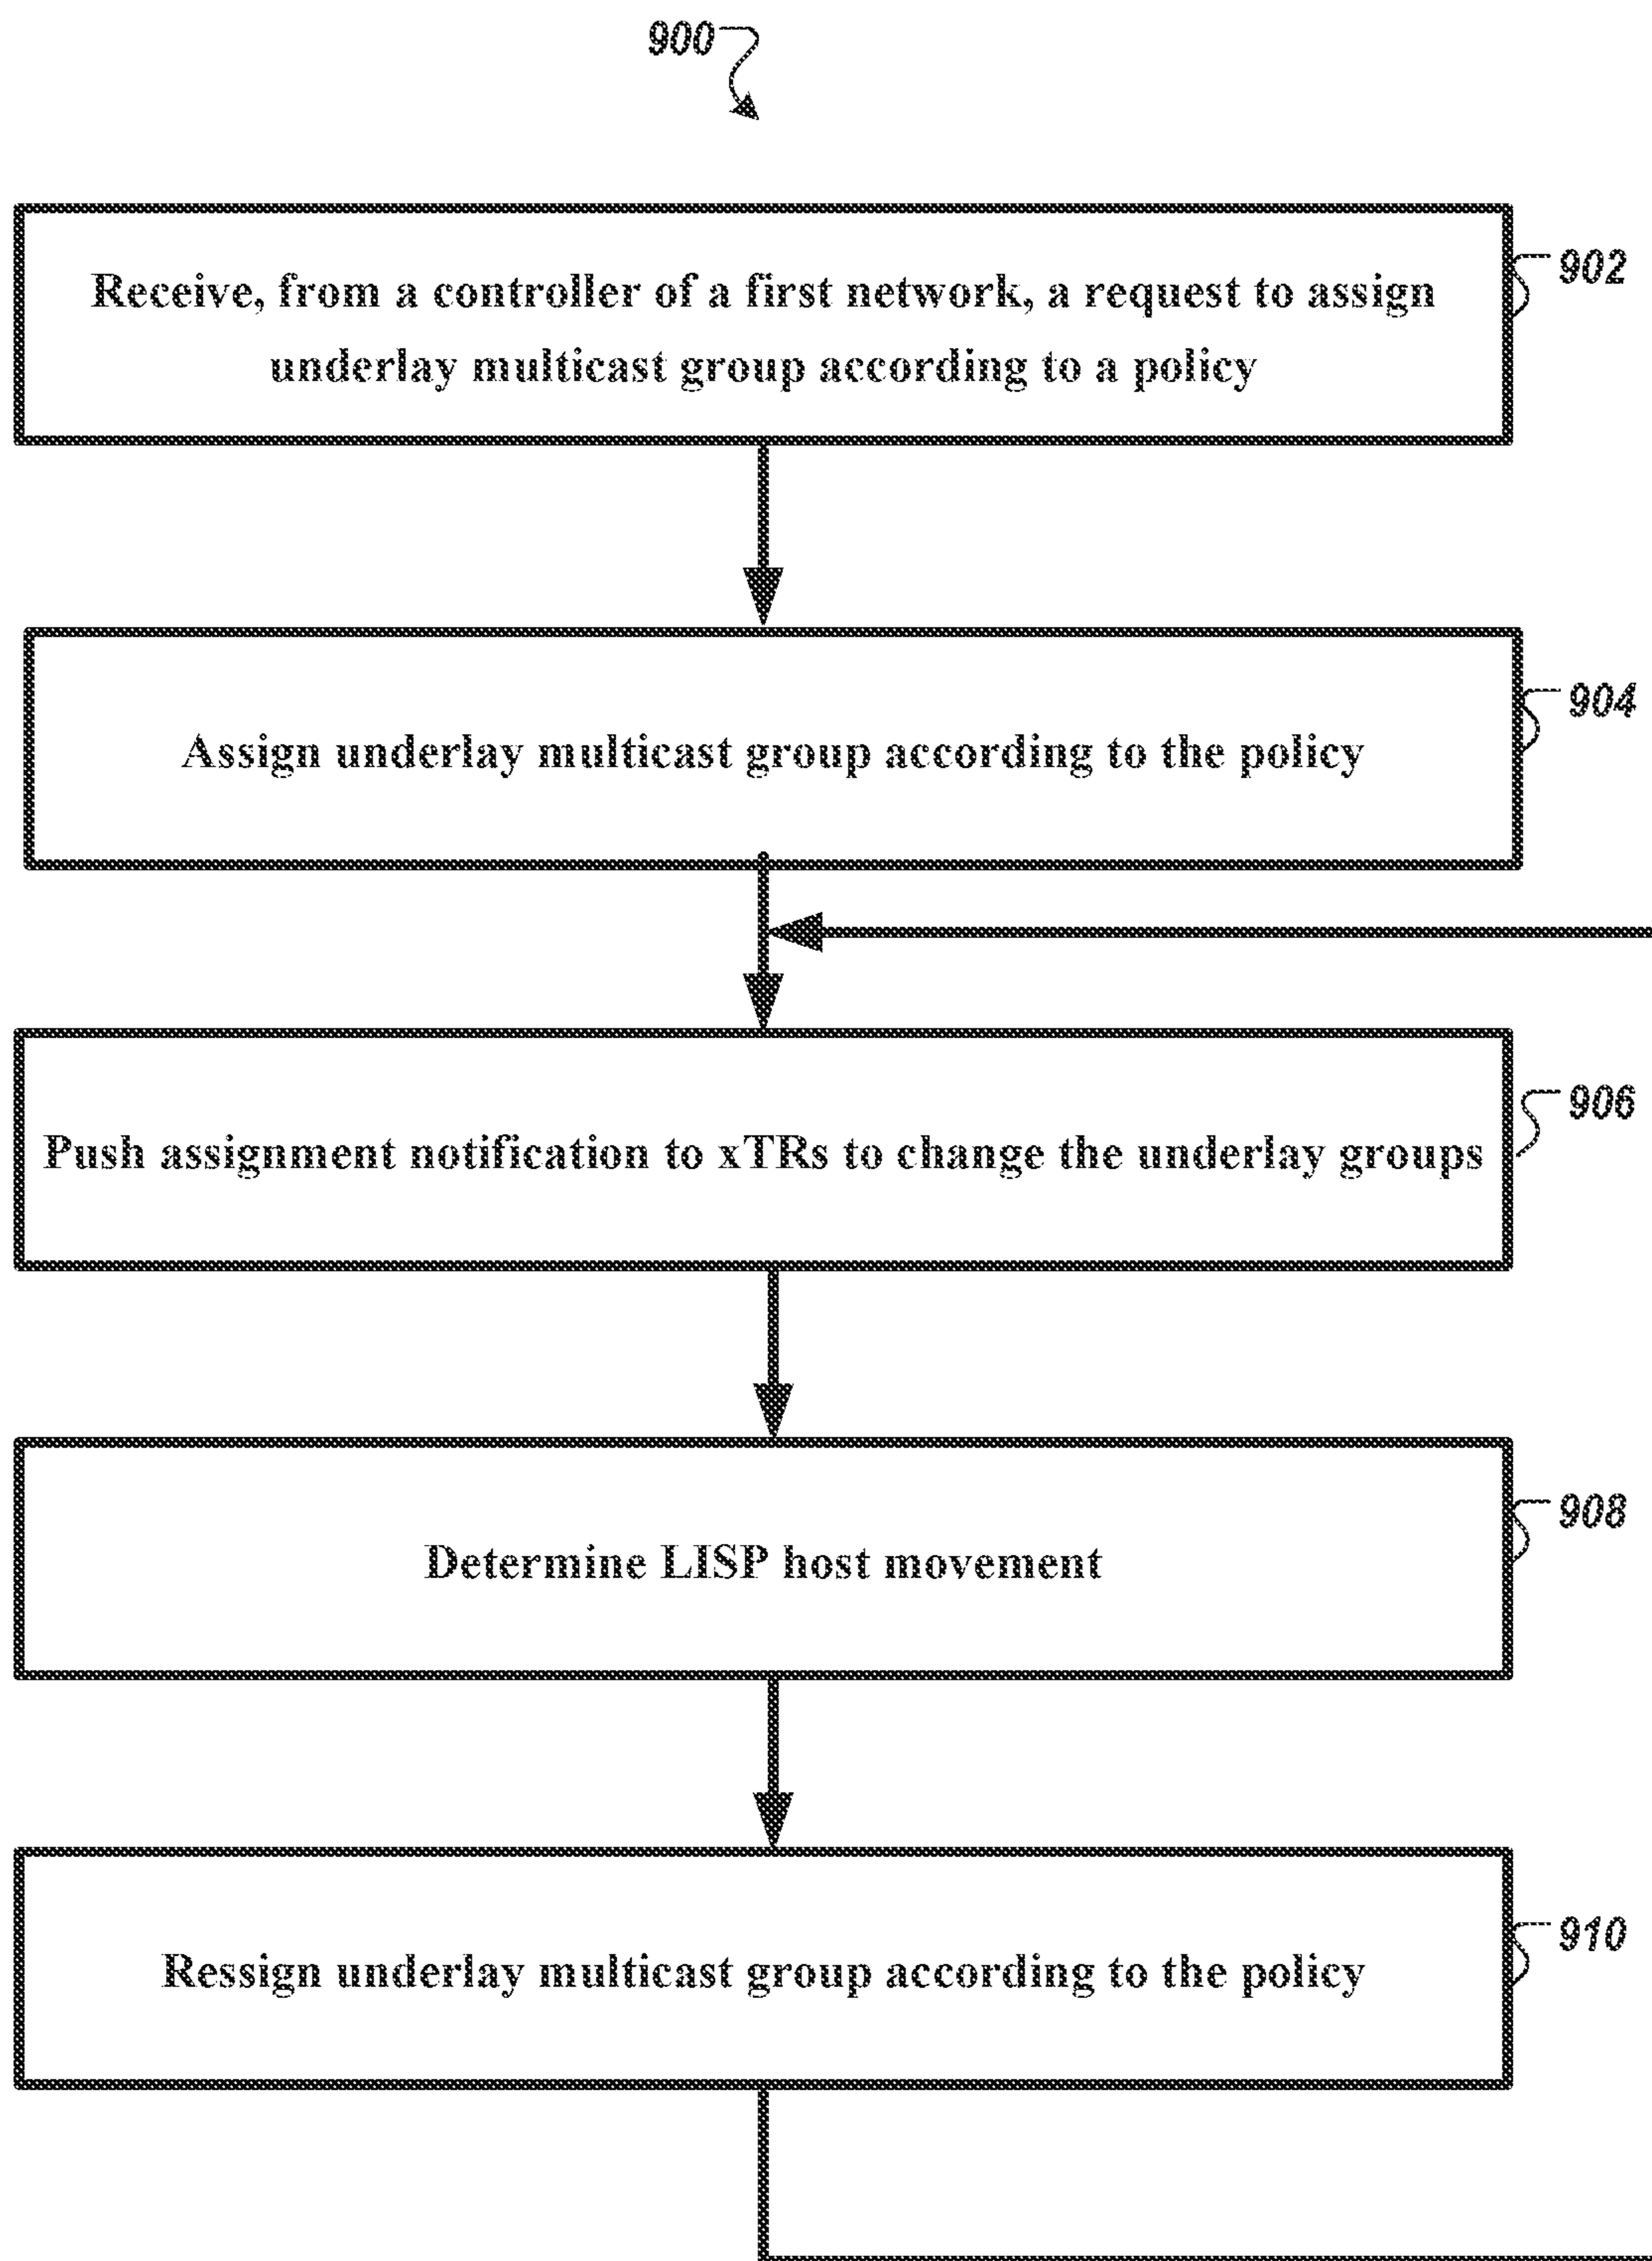 900
Receive, from a controller of a first network, a request to assign
underlay multicast group according to a policy
902
Assign underlay multicast group according to the policy
904
Push assignment notification to xTRs to change the underlay groups
906
Determine LISP host movement
908
Ressign underlay multicast group according to the policy
910